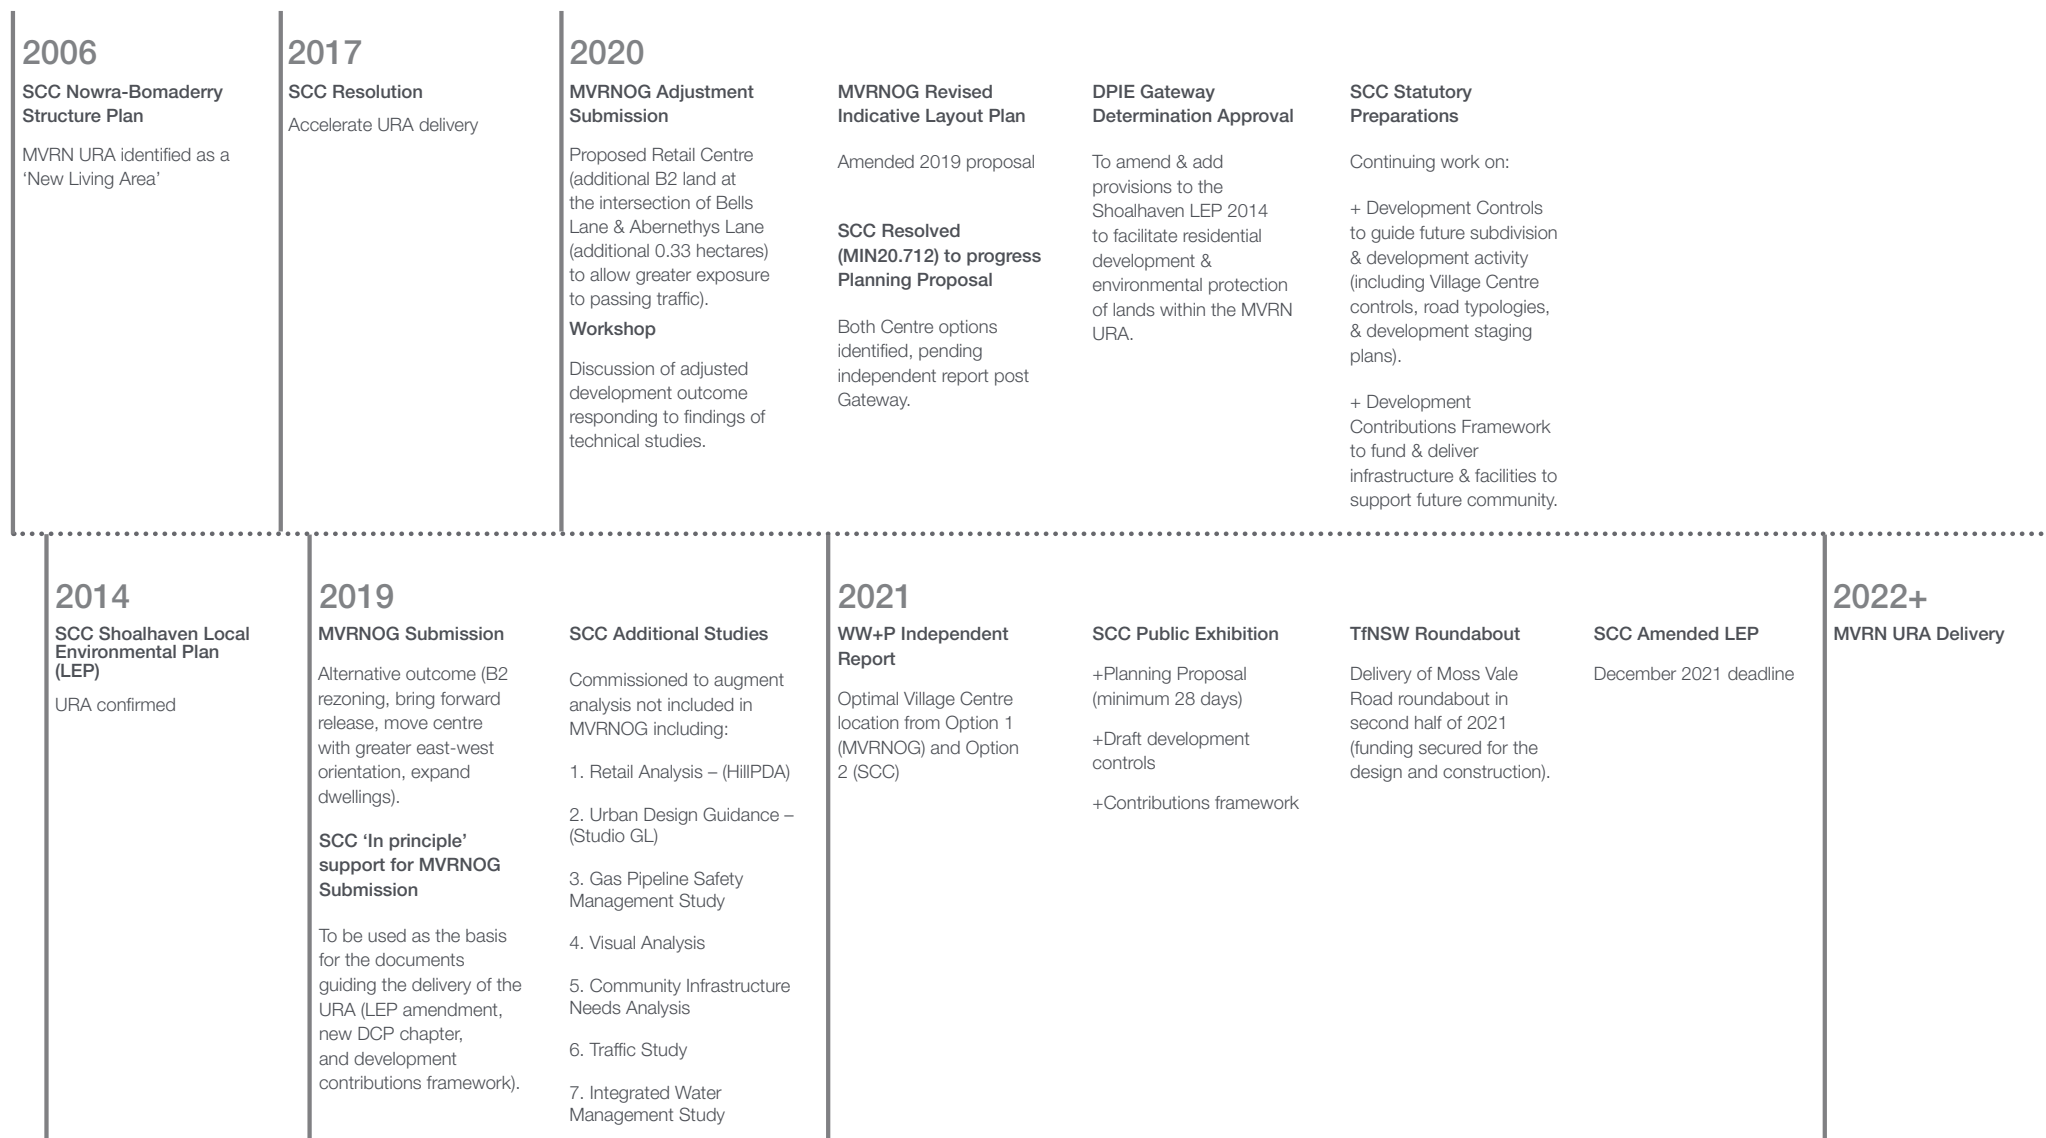 2006
SCC Nowra-Bomaderry
Structure Plan
MVRN URA identified as a
‘New Living Area’
2017
SCC Resolution
Accelerate URA delivery
2020
MVRNOG Adjustment
Submission
Proposed Retail Centre
(additional B2 land at
the intersection of Bells
Lane & Abernethys Lane
(additional 0.33 hectares)
to allow greater exposure
to passing traffic).
Workshop
Discussion of adjusted
development outcome
responding to findings of
technical studies.
MVRNOG Revised
Indicative Layout Plan
Amended 2019 proposal
SCC Resolved
(MIN20.712) to progress
Planning Proposal
Both Centre options
identified, pending
independent report post
Gateway.
DPIE Gateway
Determination Approval
To amend & add
provisions to the
Shoalhaven LEP 2014
to facilitate residential
development &
environmental protection
of lands within the MVRN
URA.
SCC Statutory
Preparations
Continuing work on:
+ Development Controls
to guide future subdivision
& development activity
(including Village Centre
controls, road typologies,
& development staging
plans).
+ Development
Contributions Framework
to fund & deliver
infrastructure & facilities to
support future community.
2014
SCC Shoalhaven Local
Environmental Plan
(LEP)
URA confirmed
2019
MVRNOG Submission
Alternative outcome (B2
rezoning, bring forward
release, move centre
with greater east-west
orientation, expand
dwellings).
SCC ‘In principle’
support for MVRNOG
Submission
To be used as the basis
for the documents
guiding the delivery of the
URA (LEP amendment,
new DCP chapter,
and development
contributions framework).
SCC Additional Studies
Commissioned to augment
analysis not included in
MVRNOG including:
1. Retail Analysis – (HillPDA)
2. Urban Design Guidance –
(Studio GL)
3. Gas Pipeline Safety
Management Study
4. Visual Analysis
5. Community Infrastructure
Needs Analysis
6. Traffic Study
7. Integrated Water
Management Study
2021
WW+P Independent
Report
Optimal Village Centre
location from Option 1
(MVRNOG) and Option
2 (SCC)
SCC Public Exhibition
+Planning Proposal
(minimum 28 days)
+Draft development
controls
+Contributions framework
TfNSW Roundabout
Delivery of Moss Vale
Road roundabout in
second half of 2021
(funding secured for the
design and construction).
SCC Amended LEP
December 2021 deadline
2022+
MVRN URA Delivery